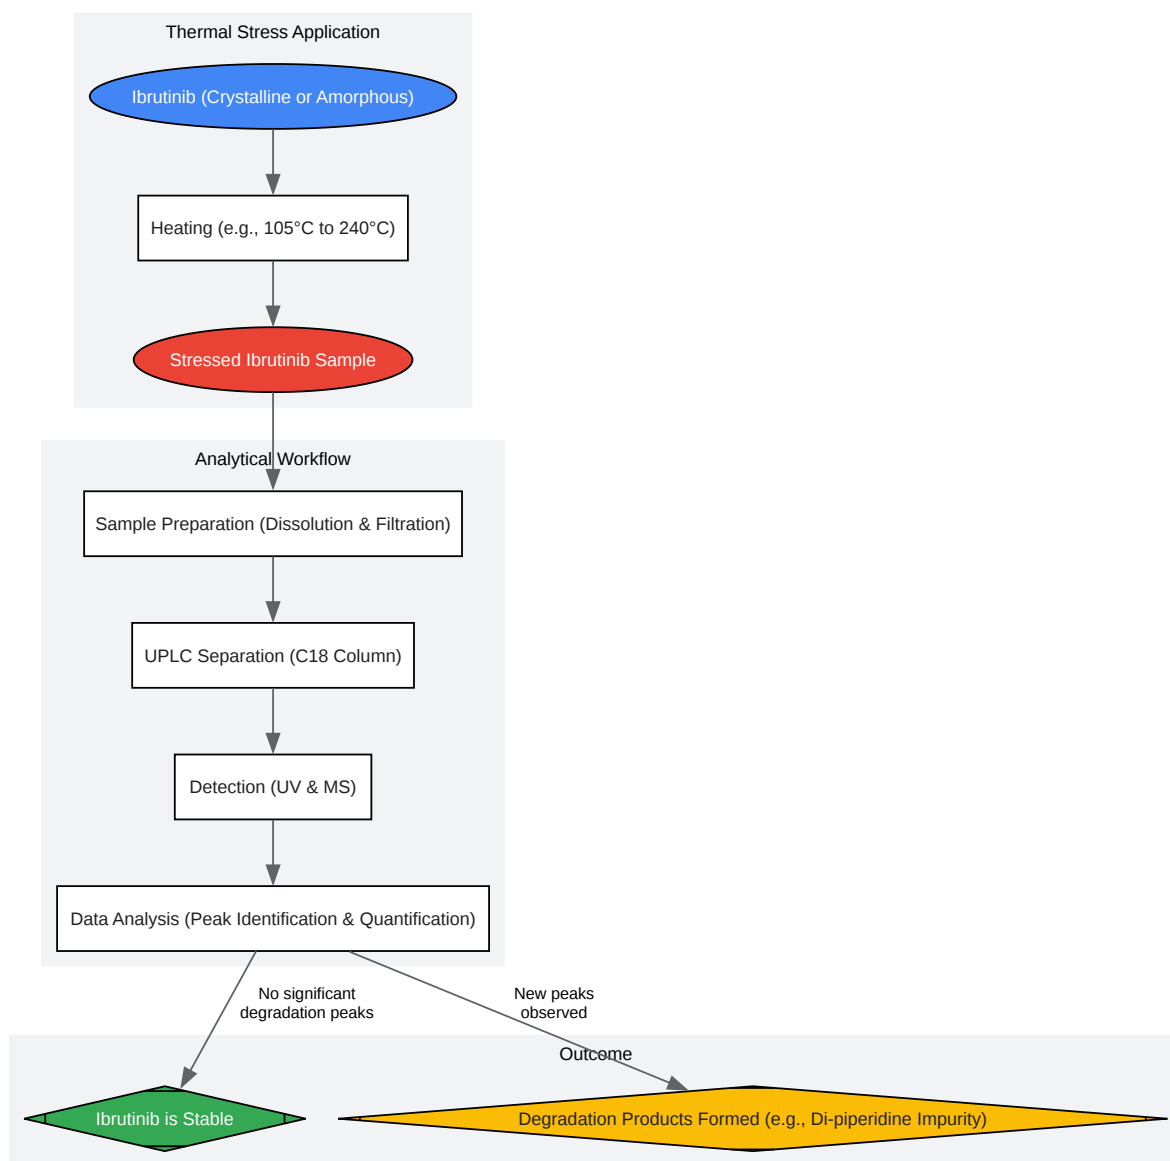 Thermal Stress Application
Ibrutinib (Crystalline or Amorphous)
Heating (e.g., 105°C to 240°C)
Stressed Ibrutinib Sample
Analytical Workflow
Sample Preparation (Dissolution & Filtration)
UPLC Separation (C18 Column)
Detection (UV & MS)
Data Analysis (Peak Identification & Quantification)
No significant
degradation peaks
New peaks
observed
Outcome
Ibrutinib is Stable
Degradation Products Formed (e.g., Di-piperidine Impurity)